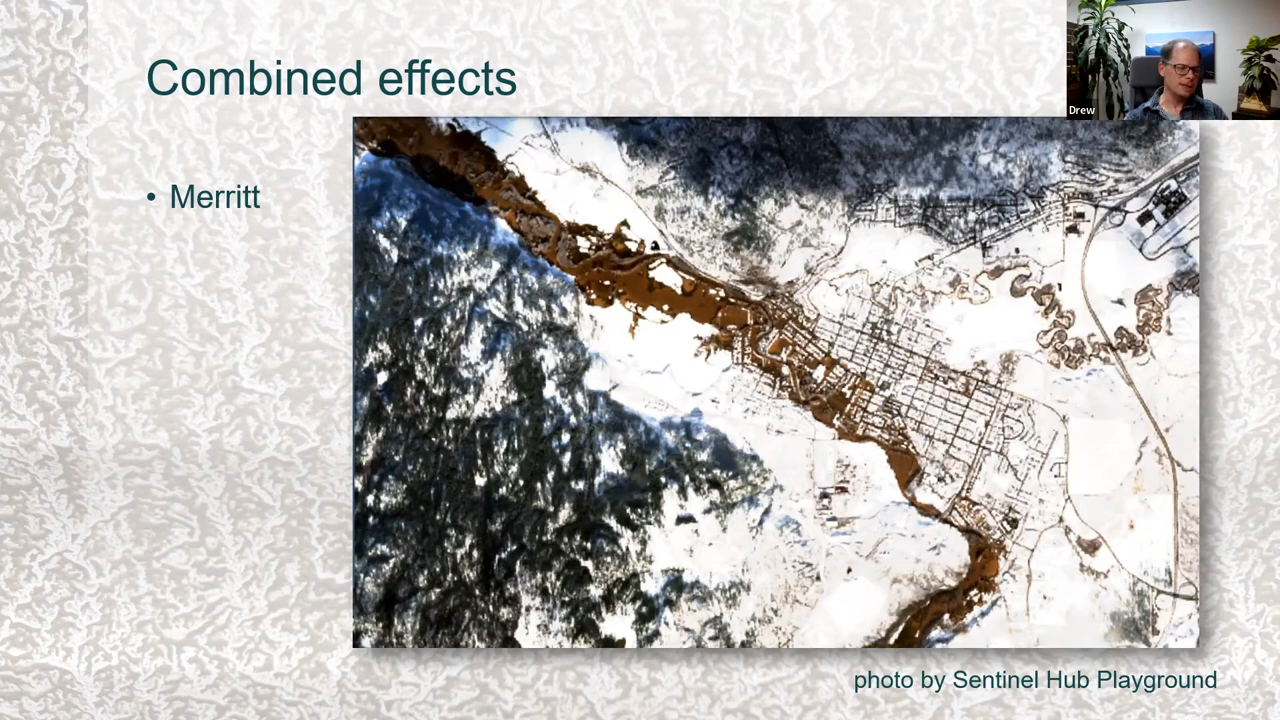 Combined effects
Drew
• Merritt
photo by Sentinel Hub Playground